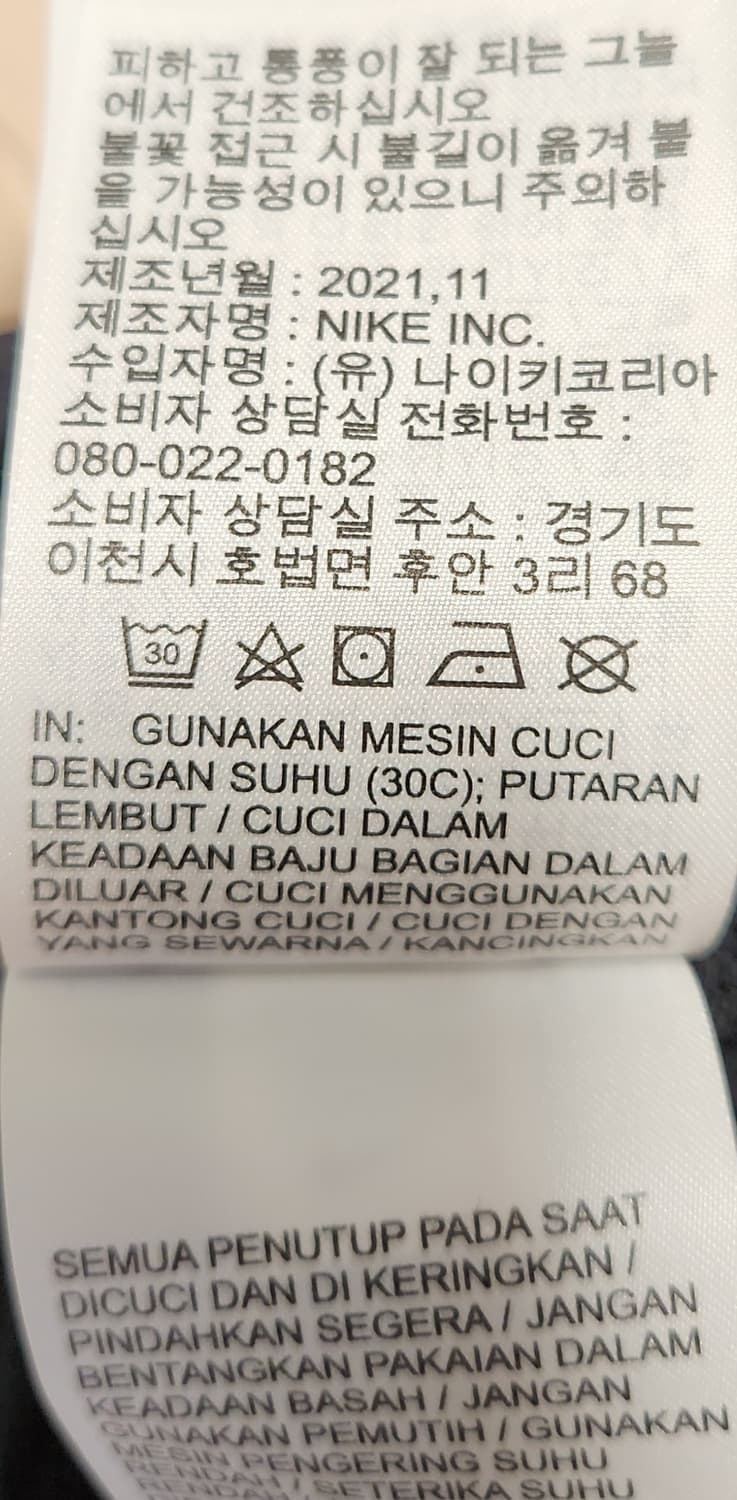 피하고 통풍이 잘 되는 그늘
에서 건조하십시오
불꽃 접근 시 불길이 옮겨 붙
을 가능성이 있으니 주의하
십시오
제조년월 : 2021,11
제조자명 : NIKE INC.
수입자명 : (유) 나이키코리아
소비자 상담실 전화번호 :
080-022-0182
소비자 상담실 주소 : 경기도
이천시 호법면 후안 3리 68
30
IN: GUNAKAN MESIN CUCI
DENGAN SUHU (30C); PUTARAN
LEMBUT / CUCI DALAM
KEADAAN BAJU BAGIAN DALAM
DILUAR / CUCI MENGGUNAKAN
KANTONG CUCI / CUCI DENGAN
YANG SEWARNA / KANCINGKAN
SEMUA PENUTUP PADA SAAT
DICUCI DAN DI KERINGKAN /
PINDAHKAN SEGERA / JANGAN
BENTANGKAN PAKAIAN DALAM
KEADAAN BASAH / JANGAN
GUNAKAN PEMUTIH / GUNAKAN
MESIN PENGERING SUHU
RENDAH / SETERIKA SUHU